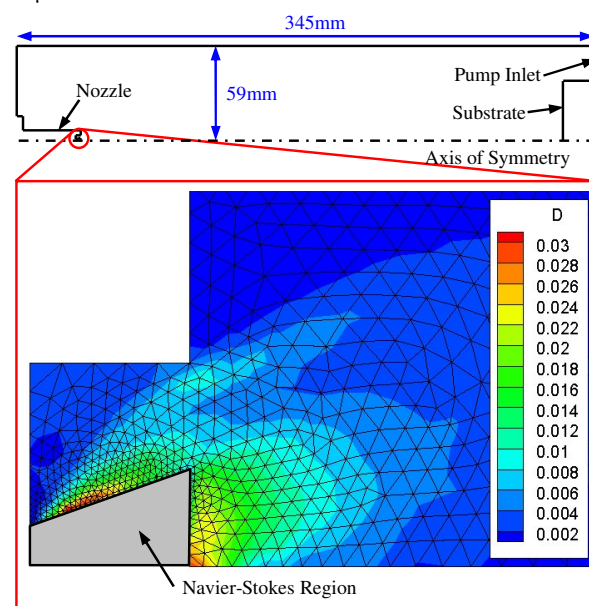 345mm
Pump Inlet
Nozzle
59mm
Substrate
Axis of Symmetry
D
0.03
0.028
0.026
0.024
0.022
0.02
0.018
0.016
0.014
0.012
0.01
0.008
0.006
0.004
0.002
Navier-Stokes Region